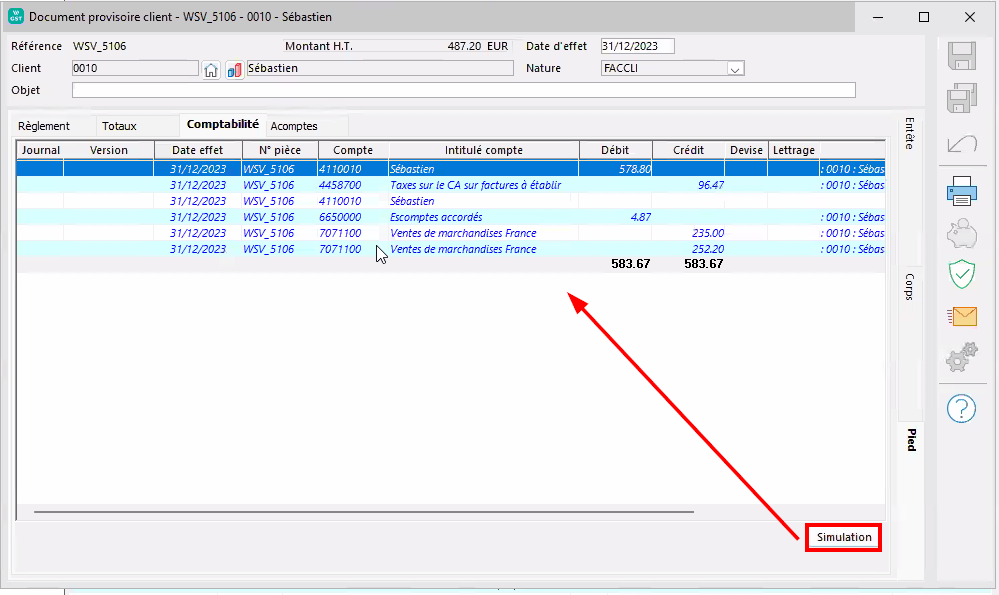 Document provisoire client - WSV_5106 - 0010 - Sébastien
Référence WSV_5106 Montant H.T. 487.20 EUR Date d'effet 31/12/2023
Client 0010 Sébastien Nature FACCLI
Objet
Règlement Totaux Comptabilité Acomptes
Journal Version Date effet N° pièce Compte Intitulé compte Débit Crédit Devise Lettrage
31/12/2023 WSV_5106 4110010 Sébastien 578.80 : 0010 : Sébas
31/12/2023 WSV_5106 4458700 Taxes sur le CA sur factures à établir 96.47 : 0010 : Sébas
31/12/2023 WSV_5106 4110010 Sébastien
31/12/2023 WSV_5106 6650000 Escomptes accordés 4.87 : 0010 : Sébas
31/12/2023 WSV_5106 7071100 Ventes de marchandises France 235.00 : 0010 : Sébas
31/12/2023 WSV_5106 7071100 Ventes de marchandises France 252.20 : 0010 : Sébas
583.67 583.67
Simulation
Entête
Corps
Pied